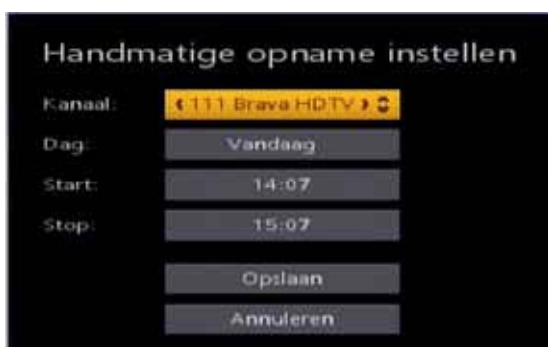 Handmatige opname instellen
Kanaal: 111 Brava HDTV
Dag: Vandaag
Start: 14:07
Stop: 15:07
Opslaan
Annuleren